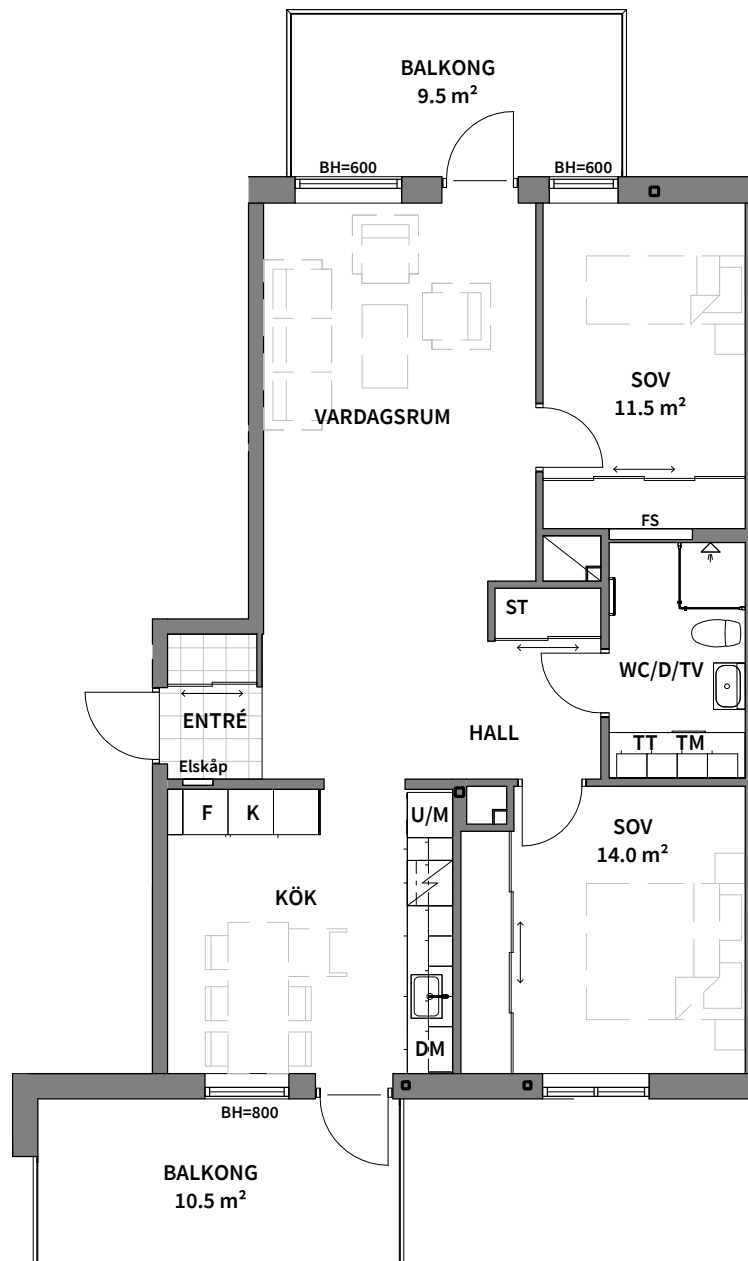 BALKONG
9.5 m²
BH=600
BH=600
SOV
11.5 m²
VARDAGSRUM
FS
ST
WC/D/TV
ENTRÉ
HALL
TT TM
Elskåp
F K
U/M
SOV
14.0 m²
KÖK
DM
BH=800
BALKONG
10.5 m²